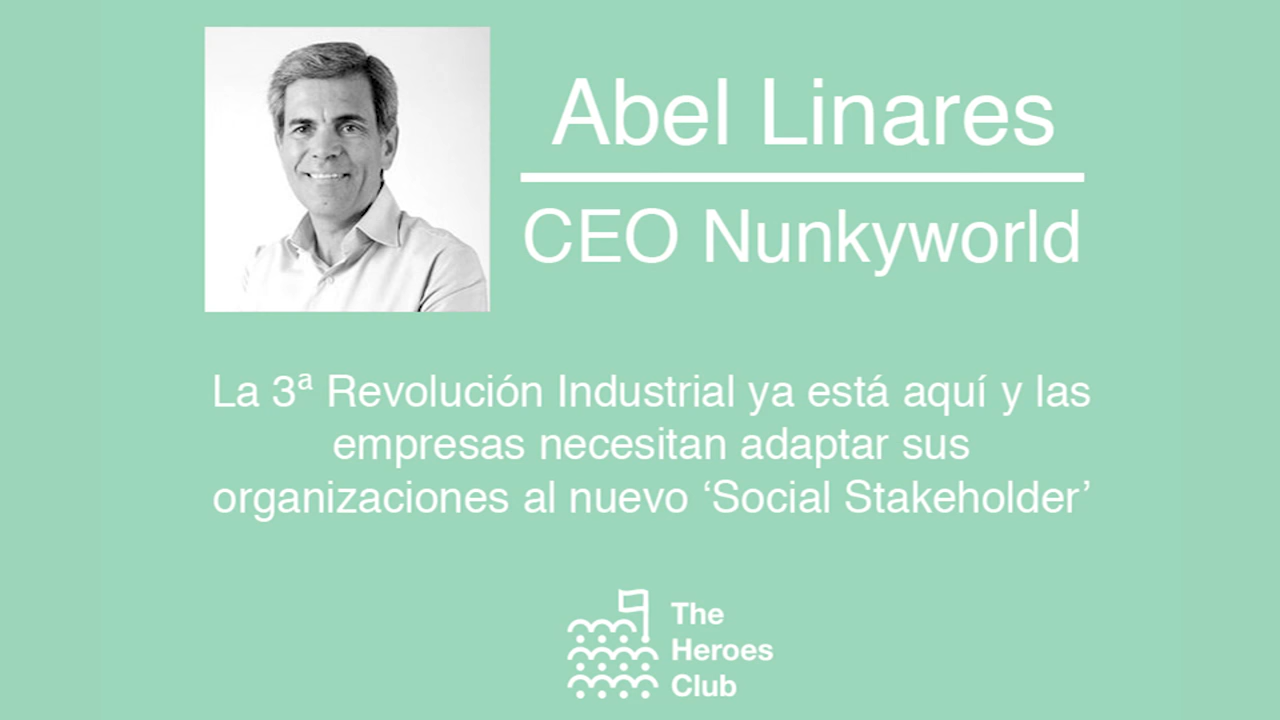 Abel Linares
CEO Nunkyworld
La 3ª Revolución Industrial ya está aquí y las
empresas necesitan adaptar sus
organizaciones al nuevo ‘Social Stakeholder’
The
Heroes
Club